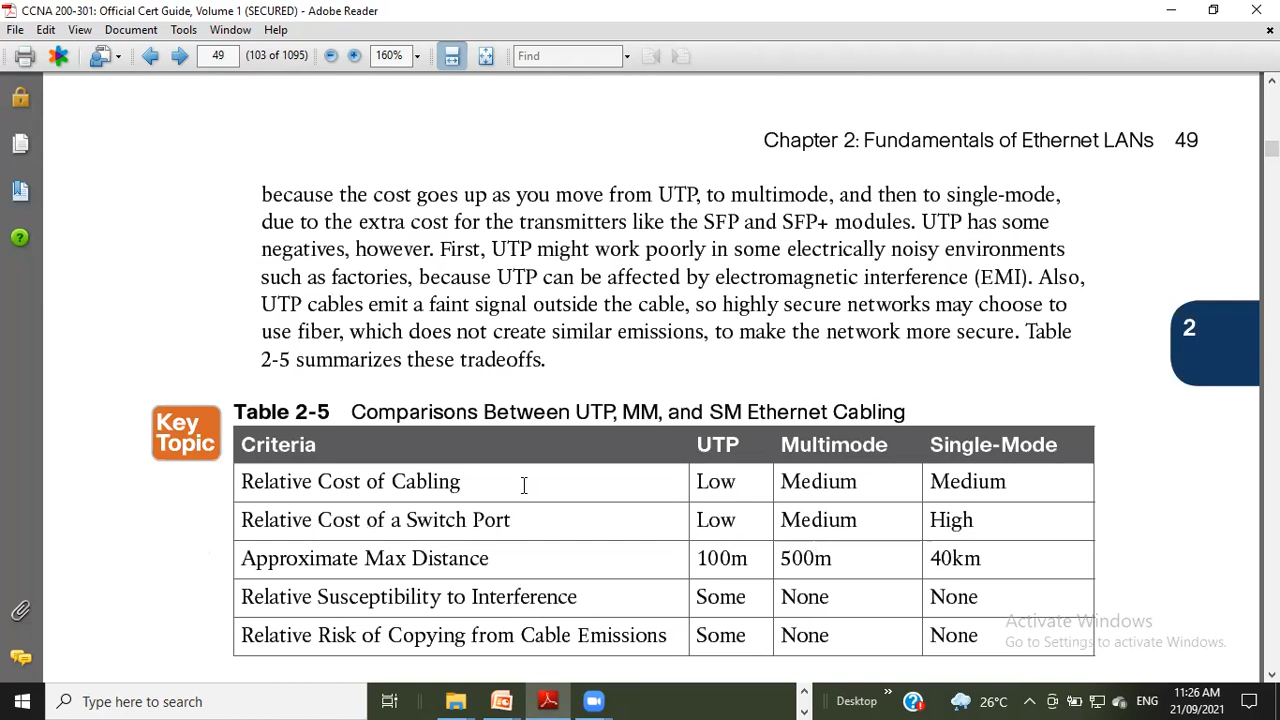 CCNA 200-301: Official Cert Guide, Volume 1 (SECURED) - Adobe Reader
File Edit View Document Tools Window Help
49 (103 of 1095) 160% Find
Chapter 2: Fundamentals of Ethernet LANs 49
because the cost goes up as you move from UTP, to multimode, and then to single-mode,
due to the extra cost for the transmitters like the SFP and SFP+ modules. UTP has some
negatives, however. First, UTP might work poorly in some electrically noisy environments
such as factories, because UTP can be affected by electromagnetic interference (EMI). Also,
UTP cables emit a faint signal outside the cable, so highly secure networks may choose to
use fiber, which does not create similar emissions, to make the network more secure. Table
2-5 summarizes these tradeoffs.
2
Key
Topic
Table 2-5 Comparisons Between UTP, MM, and SM Ethernet Cabling
Criteria UTP Multimode Single-Mode
Relative Cost of Cabling Low Medium Medium
Relative Cost of a Switch Port Low Medium High
Approximate Max Distance 100m 500m 40km
Relative Susceptibility to Interference Some None None
Relative Risk of Copying from Cable Emissions Some None None
Activate Windows
Go to Settings to activate Windows.
Type here to search
Desktop
26°C
ENG
11:26 AM
21/09/2021